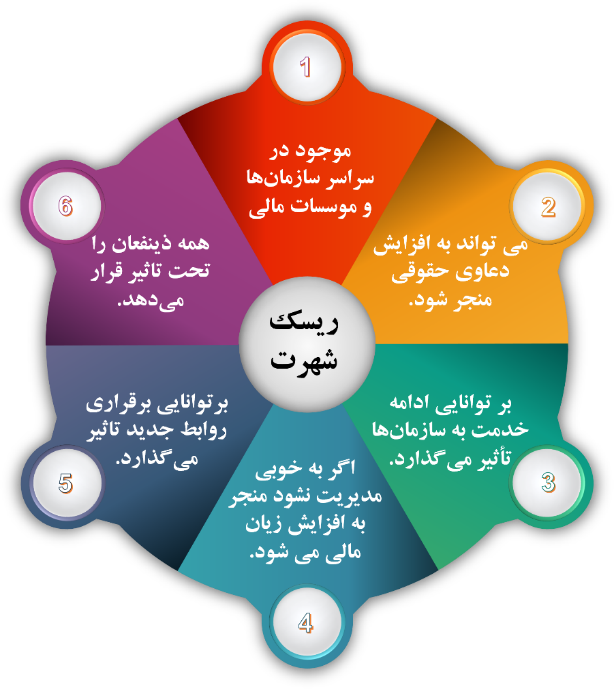 1
موجود در
سراسر سازمان‌ها
و موسسات مالی
2
می تواند به افزایش
دعاوی حقوقی
منجر شود.
3
بر توانایی ادامه
خدمت به سازمان‌ها
تأثیر می‌گذارد.
4
اگر به خوبی
مدیریت نشود منجر
به افزایش زیان
مالی می شود.
5
برتوانایی برقراری
روابط جدید تاثیر
می‌گذارد.
6
همه ذینفعان را
تحت تاثیر قرار
می‌دهد.
ریسک
شهرت